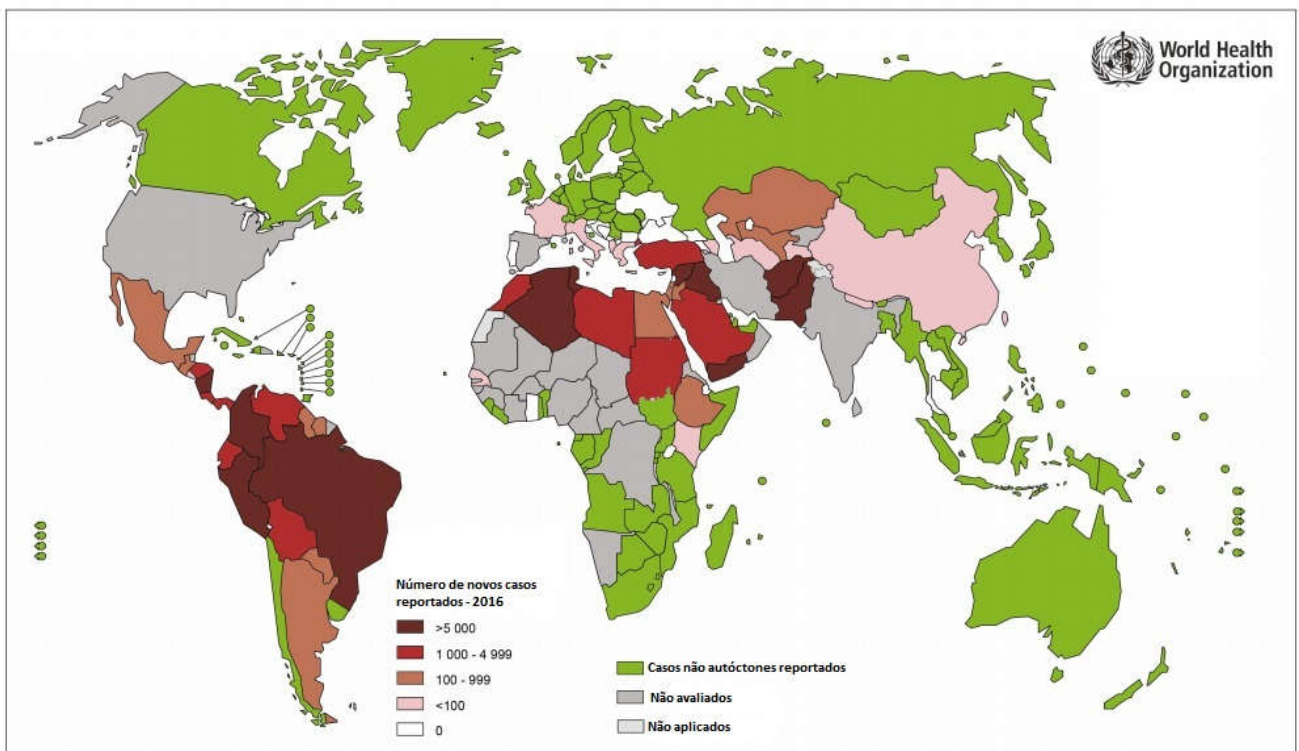 World Health
Organization
Número de novos casos
reportados - 2016
>5 000
1 000 - 4 999
100 - 999
<100
0
Casos não autóctones reportados
Não avaliados
Não aplicados